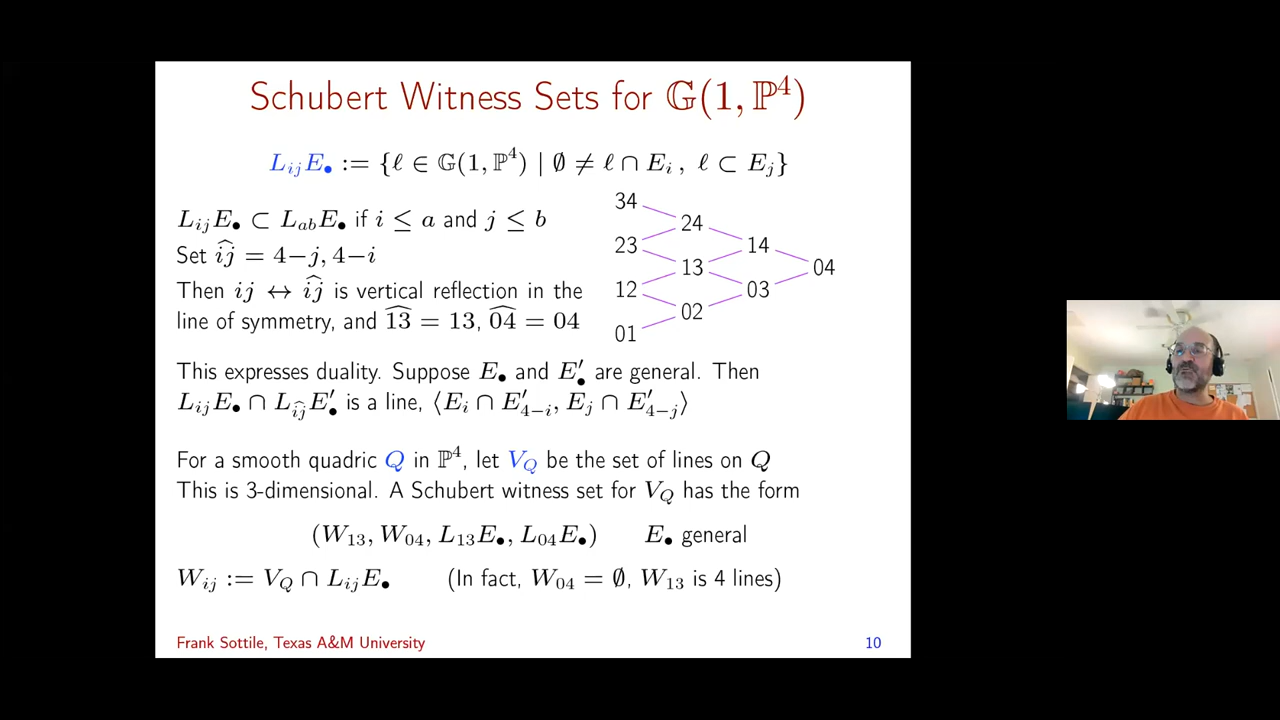 Schubert Witness Sets for 𝔾(1, ℙ⁴)
L_{ij}E_• := {ℓ ∈ 𝔾(1, ℙ⁴) | ∅ ≠ ℓ ∩ E_i , ℓ ⊂ E_j}
L_{ij}E_• ⊂ L_{ab}E_• if i ≤ a and j ≤ b
Set \widehat{ij} = 4−j, 4−i
Then ij ↔ \widehat{ij} is vertical reflection in the
line of symmetry, and \widehat{13} = 13, \widehat{04} = 04
34
24
23
14
13
04
12
03
02
01
This expresses duality. Suppose E_• and E′_• are general. Then
L_{ij}E_• ∩ L_{\widehat{ij}}E′_• is a line, ⟨E_i ∩ E′_{4−i}, E_j ∩ E′_{4−j}⟩
For a smooth quadric Q in ℙ⁴, let V_Q be the set of lines on Q
This is 3-dimensional. A Schubert witness set for V_Q has the form
(W_{13}, W_{04}, L_{13}E_•, L_{04}E_•) E_• general
W_{ij} := V_Q ∩ L_{ij}E_• (In fact, W_{04} = ∅, W_{13} is 4 lines)
Frank Sottile, Texas A&M University 10